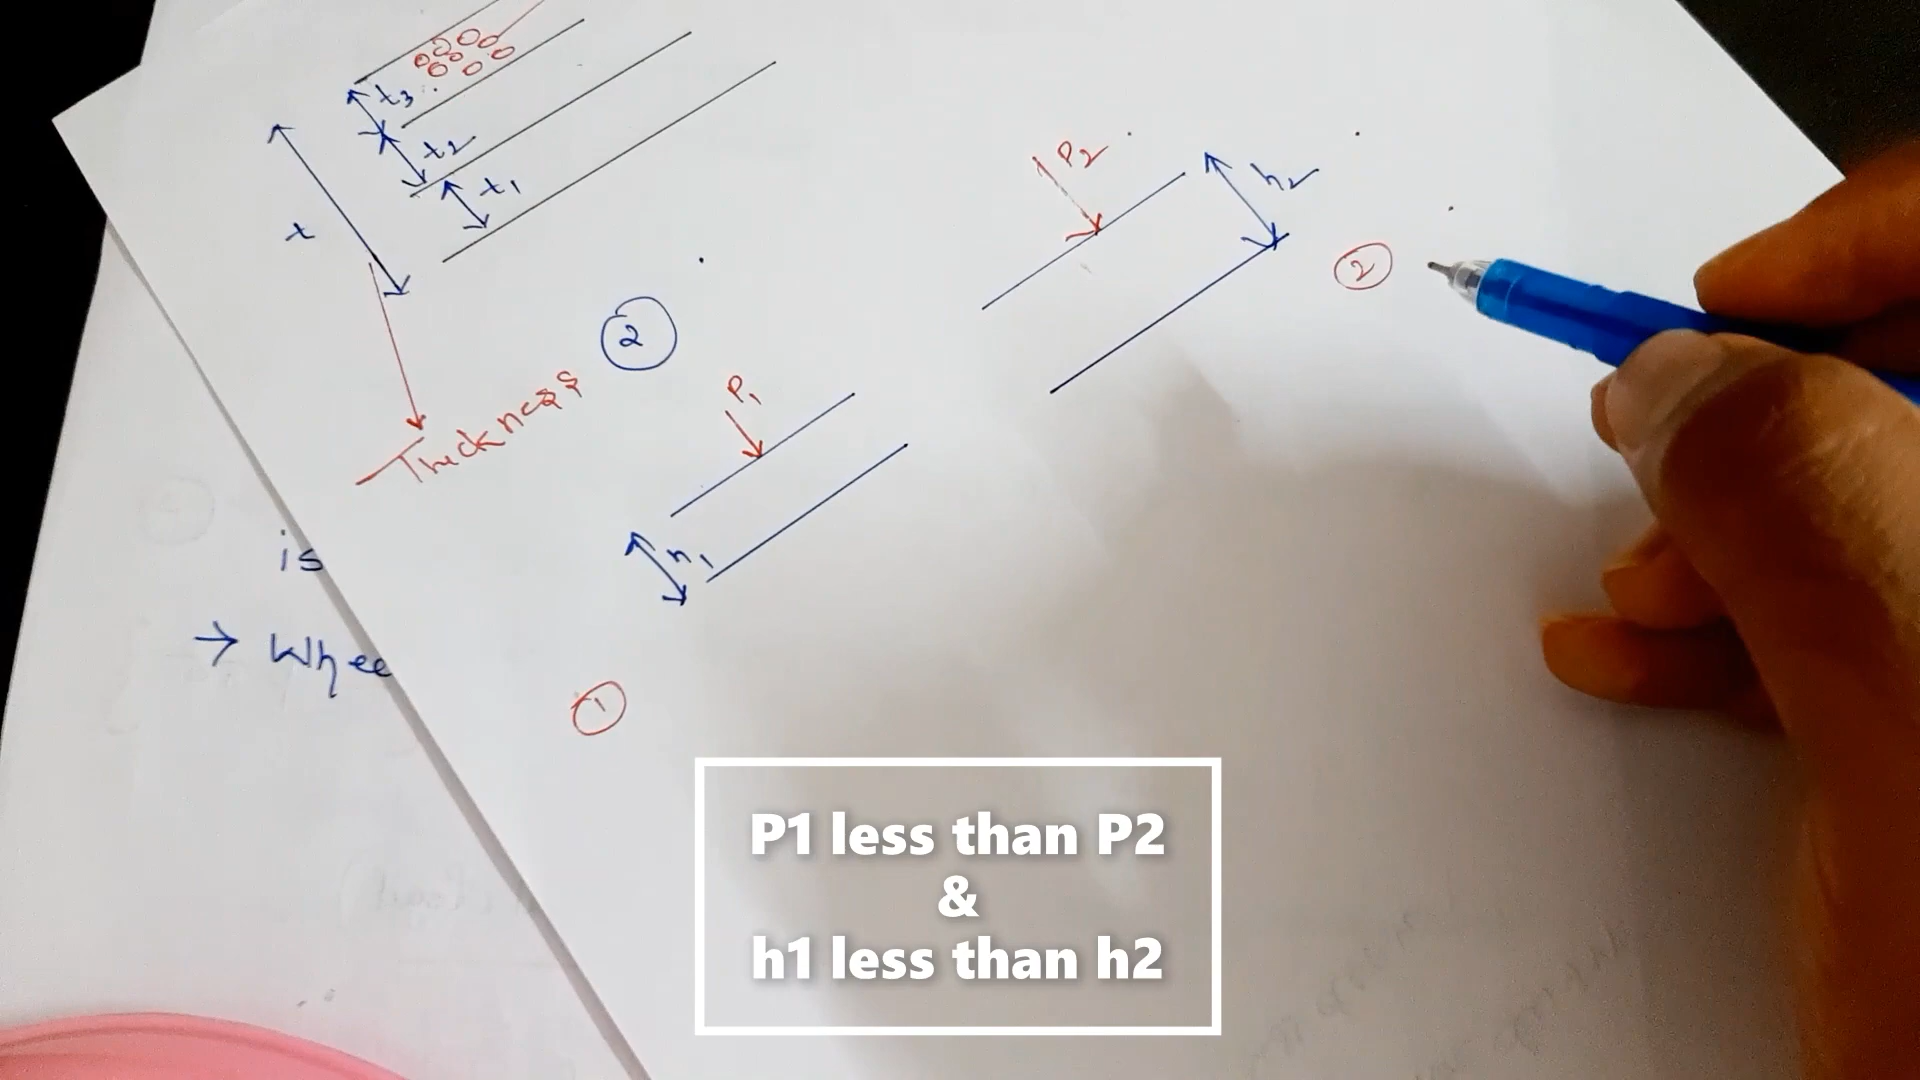 t3
t2
t1
t
Thickness
2
P1
h1
P2
h2
2
is
→ Whee
1
P1 less than P2
&
h1 less than h2